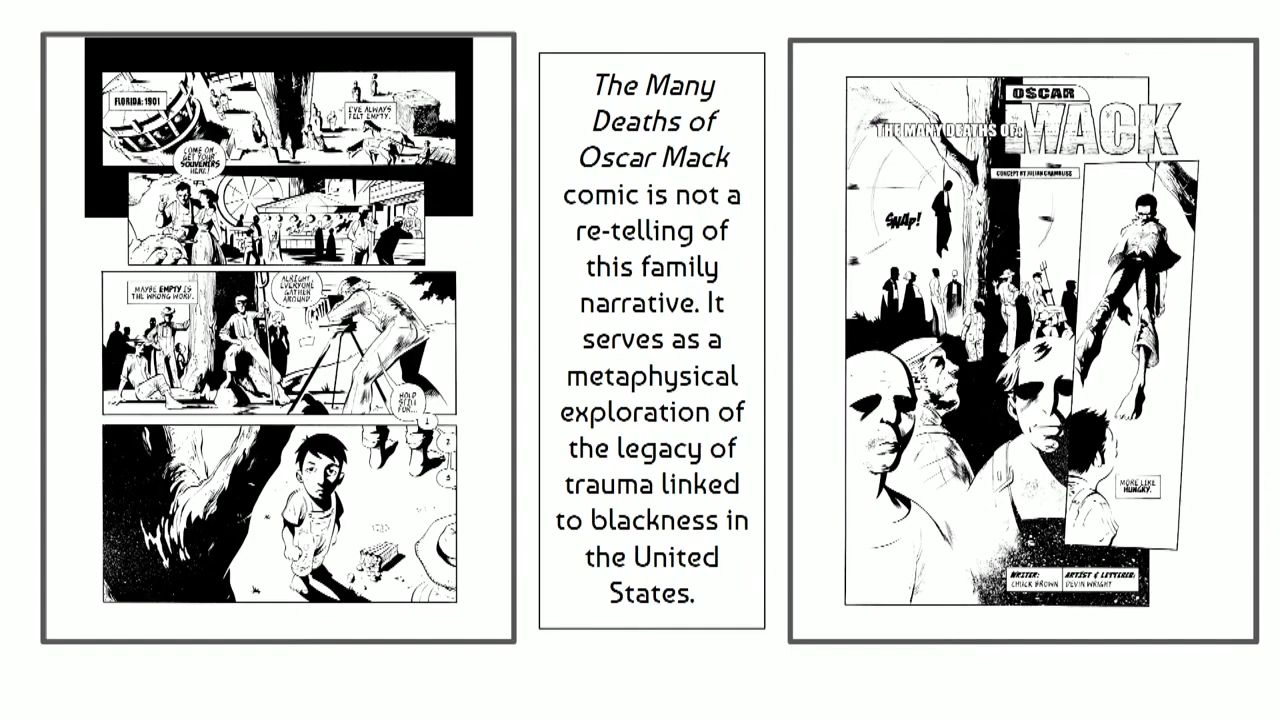 FLORIDA: 1901
I'VE ALWAYS
FELT EMPTY.
COME ON,
GET YOUR
SOUVENIRS
HERE!
MAYBE EMPTY IS
THE WRONG WORD.
ALRIGHT,
EVERYONE
GATHER
AROUND.
HOLD
STILL
FOR...
1
2
3
The Many
Deaths of
Oscar Mack
comic is not a
re-telling of
this family
narrative. It
serves as a
metaphysical
exploration of
the legacy of
trauma linked
to blackness in
the United
States.
OSCAR
THE MANY DEATHS OF: MACK
CONCEPT BY JULIAN CHAMBLISS
SNAP!
MORE LIKE
HUNGRY.
WRITER:
CHUCK BROWN
ARTIST & LETTERER:
DEVIN WRIGHT